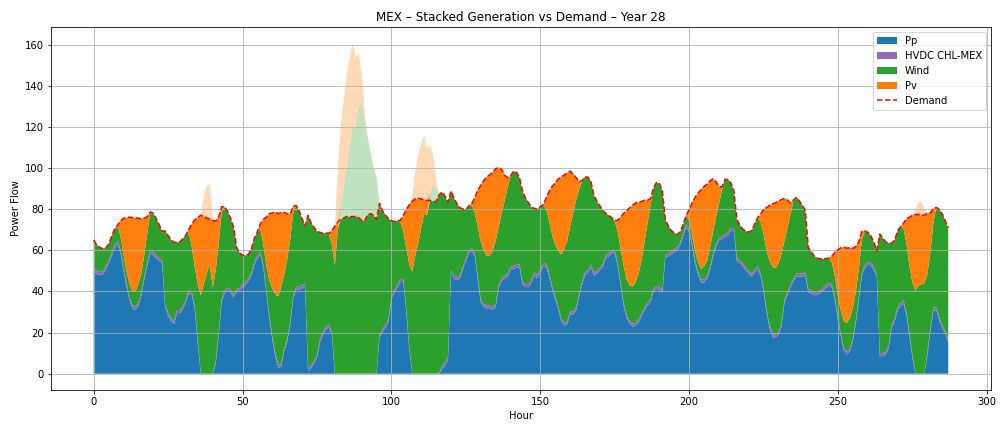 MEX – Stacked Generation vs Demand – Year 28
Power Flow
160
140
120
100
80
60
40
20
0
0 50 100 150 200 250 300
Hour
Pp
HVDC CHL-MEX
Wind
Pv
Demand